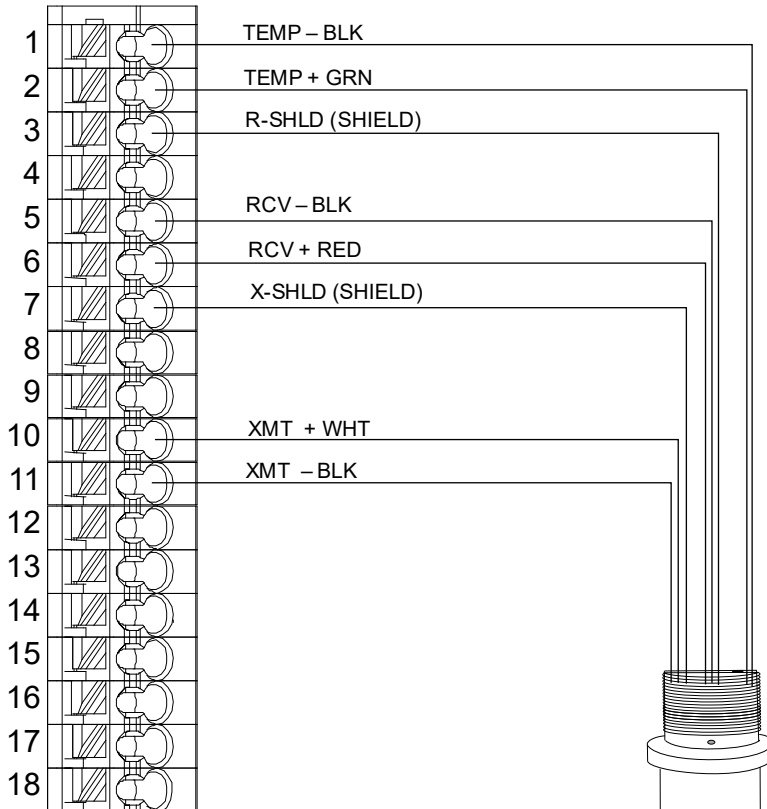 1 TEMP – BLK
2 TEMP + GRN
3 R-SHLD (SHIELD)
4
5 RCV – BLK
6 RCV + RED
7 X-SHLD (SHIELD)
8
9
10 XMT + WHT
11 XMT – BLK
12
13
14
15
16
17
18